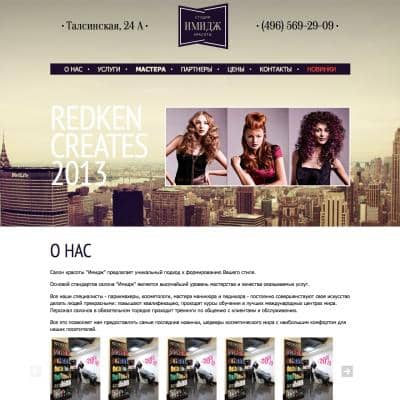 · Талсинская, 24 А ·
СТУДИЯ
ИМИДЖ
КРАСОТЫ
· (496) 569-29-09 ·
О НАС • УСЛУГИ • МАСТЕРА • ПАРТНЕРЫ • ЦЕНЫ • КОНТАКТЫ • НОВИНКИ
REDKEN
CREATES
2013
MetLife
О НАС
Салон красоты "Имидж" предлагает уникальный подход к формированию Вашего стиля.
Основой стандартов салона "Имидж" является высочайший уровень мастерства и качества оказываемых услуг.
Все наши специалисты - парикмахеры, косметологи, мастера маникюра и педикюра - постоянно совершенствуют свое искусство
делать людей прекрасными: повышают квалификацию, проходят курсы обучения в лучших международных центрах мира.
Персонал салонов в обязательном порядке проходит тренинги по общению с клиентом и обслуживанию.
Все это позволяет нам предоставлять самые последние новинки, шедевры косметического мира с наибольшим комфортом для
наших посетителей.